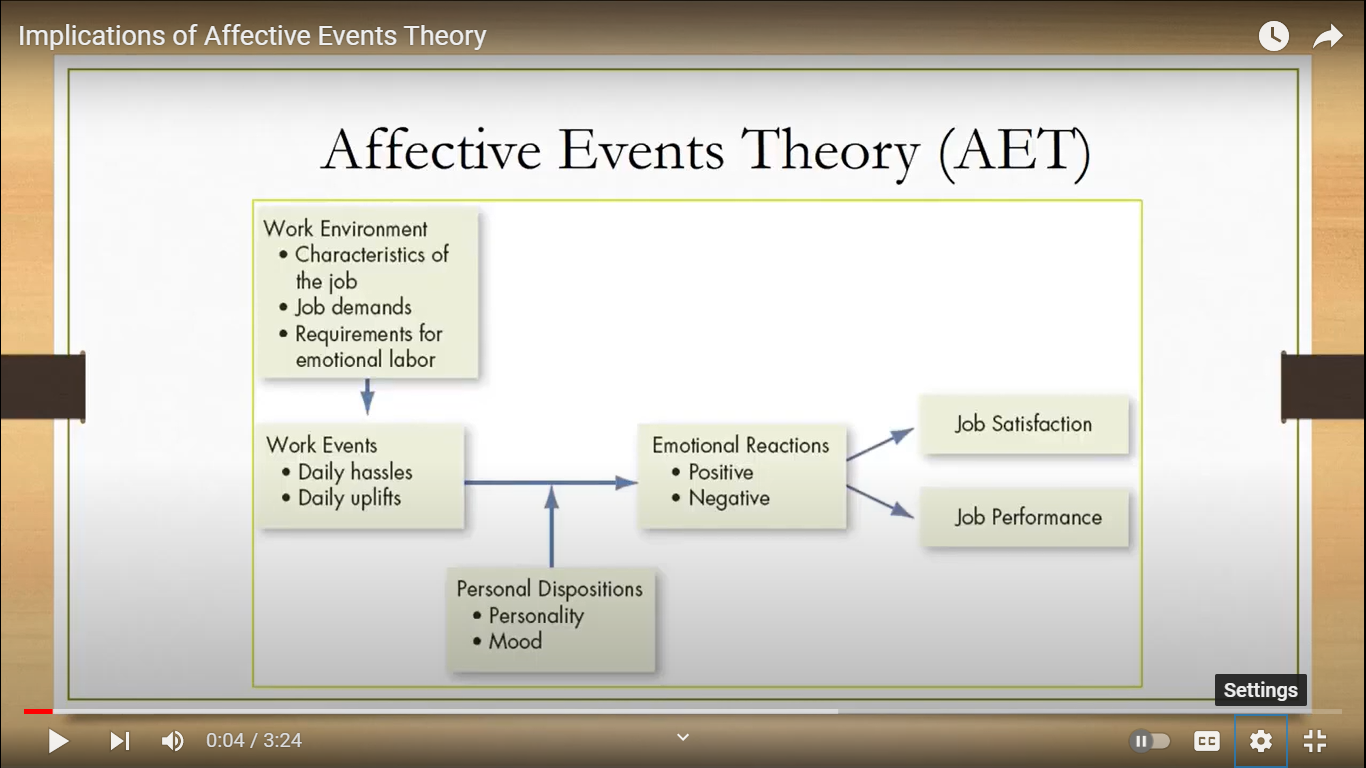 Implications of Affective Events Theory
Affective Events Theory (AET)
Work Environment
• Characteristics of
the job
• Job demands
• Requirements for
emotional labor
Work Events
• Daily hassles
• Daily uplifts
Emotional Reactions
• Positive
• Negative
Job Satisfaction
Job Performance
Personal Dispositions
• Personality
• Mood
Settings
0:04 / 3:24
CC